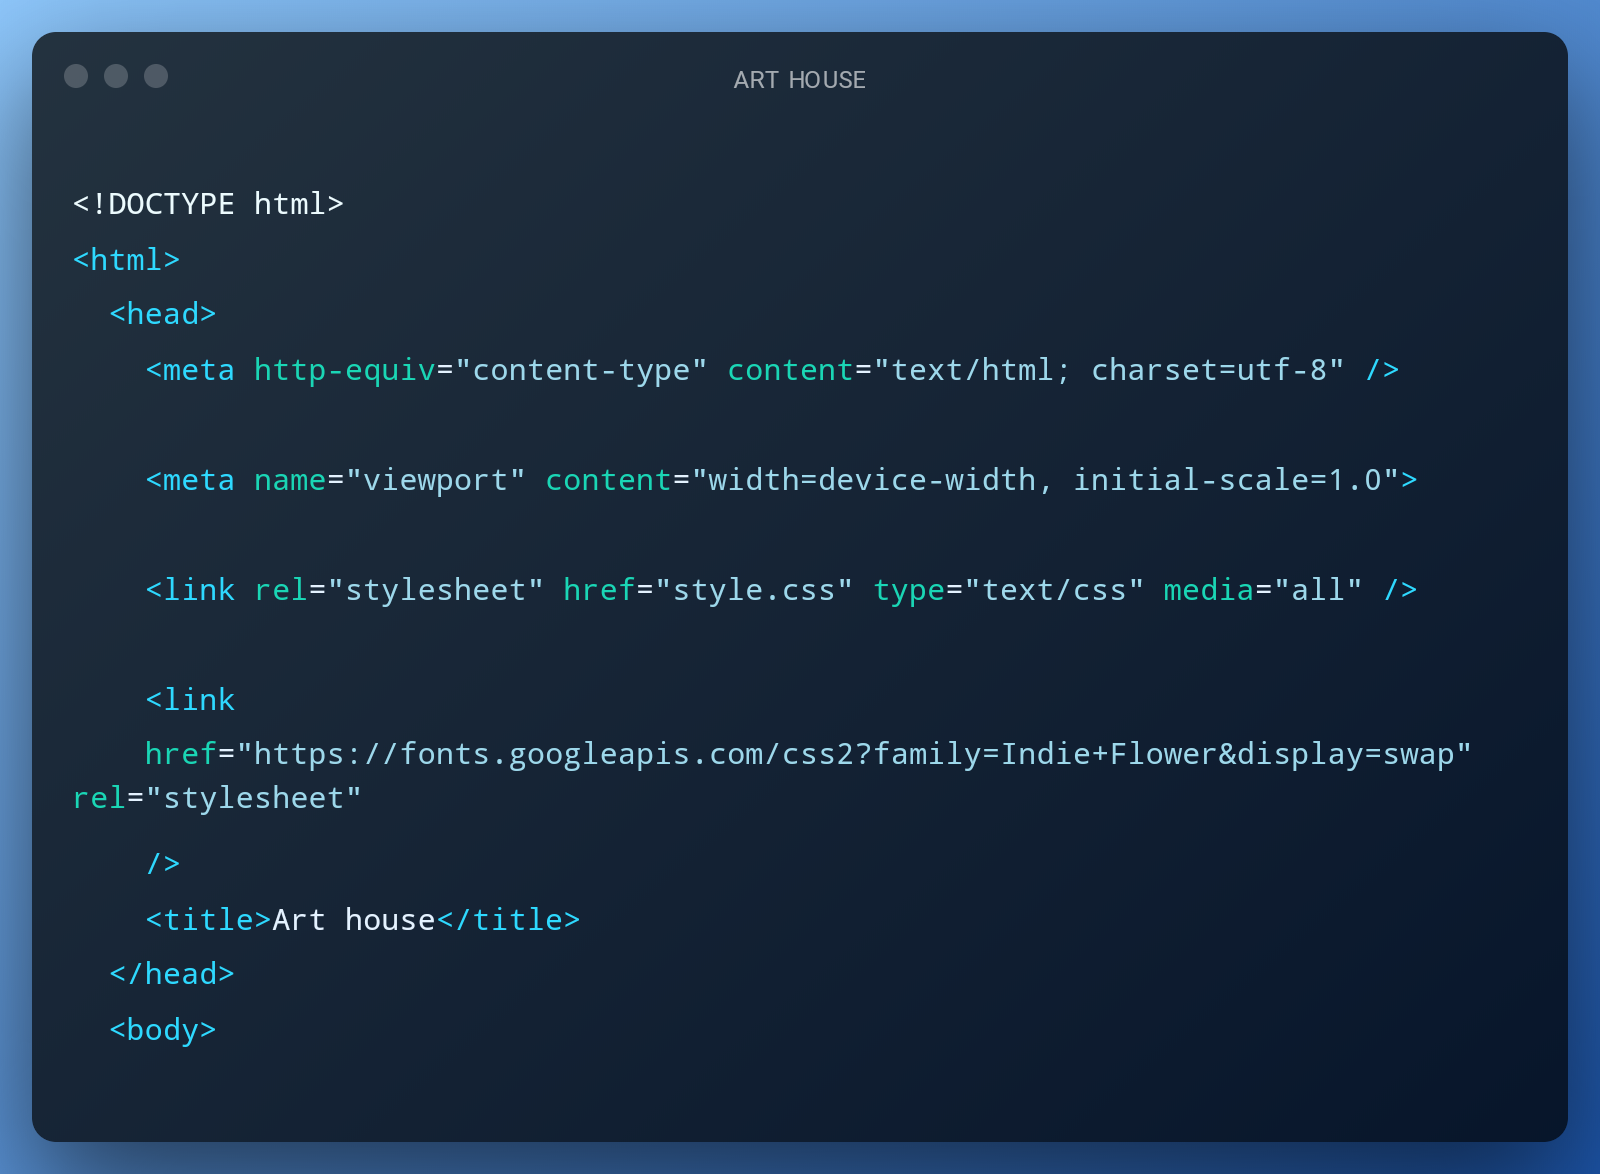 ART HOUSE
<!DOCTYPE html>
<html>
<head>
<meta http-equiv="content-type" content="text/html; charset=utf-8" />
<meta name="viewport" content="width=device-width, initial-scale=1.0">
<link rel="stylesheet" href="style.css" type="text/css" media="all" />
<link
href="https://fonts.googleapis.com/css2?family=Indie+Flower&display=swap"
rel="stylesheet"
/>
<title>Art house</title>
</head>
<body>